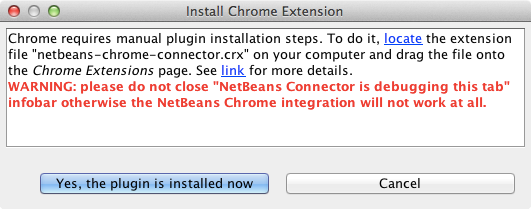 Install Chrome Extension
Chrome requires manual plugin installation steps. To do it, locate the extension
file "netbeans-chrome-connector.crx" on your computer and drag the file onto
the Chrome Extensions page. See link for more details.
WARNING: please do not close "NetBeans Connector is debugging this tab"
infobar otherwise the NetBeans Chrome integration will not work at all.
Yes, the plugin is installed now
Cancel